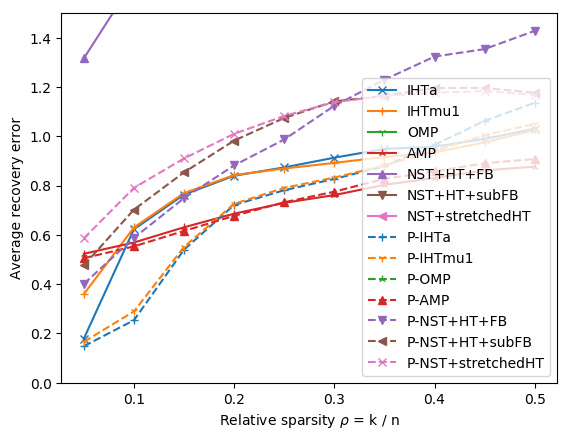 1.4
1.2
1.0
0.8
0.6
0.4
0.2
0.0
Average recovery error
0.1
0.2
0.3
0.4
0.5
Relative sparsity ρ = k / n
IHTa
IHTmu1
OMP
AMP
NST+HT+FB
NST+HT+subFB
NST+stretchedHT
P-IHTa
P-IHTmu1
P-OMP
P-AMP
P-NST+HT+FB
P-NST+HT+subFB
P-NST+stretchedHT